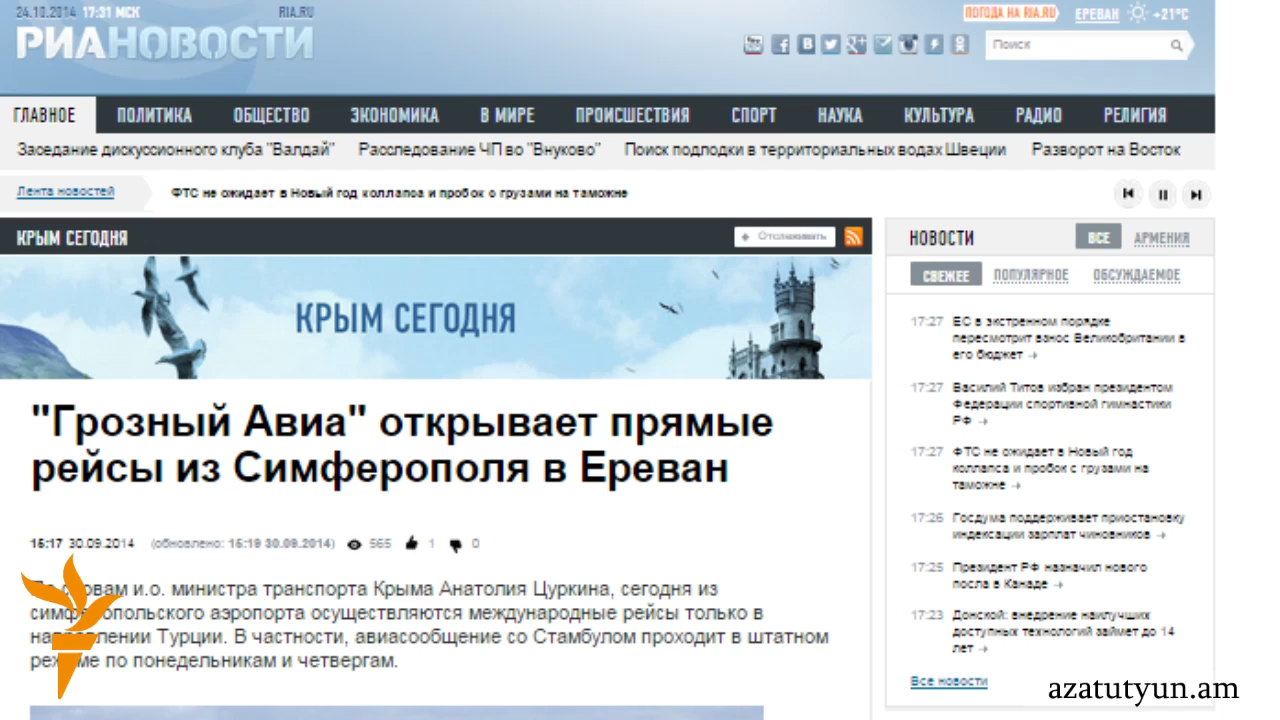 24.10.2014 17:31 МСК
RIA.RU
ПОГОДА НА RIA.RU
ЕРЕВАН
+21°C
РИАНОВОСТИ
Поиск
ГЛАВНОЕ ПОЛИТИКА ОБЩЕСТВО ЭКОНОМИКА В МИРЕ ПРОИСШЕСТВИЯ СПОРТ НАУКА КУЛЬТУРА РАДИО РЕЛИГИЯ
Заседание дискуссионного клуба "Валдай" Расследование ЧП во "Внуково" Поиск подлодки в территориальных водах Швеции Разворот на Восток
Лента новостей
ФТС не ожидает в Новый год коллапса и пробок с грузами на таможне
КРЫМ СЕГОДНЯ
Отслеживать
КРЫМ СЕГОДНЯ
"Грозный Авиа" открывает прямые
рейсы из Симферополя в Ереван
15:17 30.09.2014 (обновлено: 15:19 30.09.2014) 565 1 0
По словам и.о. министра транспорта Крыма Анатолия Цуркина, сегодня из
симферопольского аэропорта осуществляются международные рейсы только в
направлении Турции. В частности, авиасообщение со Стамбулом проходит в штатном
режиме по понедельникам и четвергам.
НОВОСТИ
ВСЕ АРМЕНИЯ
СВЕЖЕЕ ПОПУЛЯРНОЕ ОБСУЖДАЕМОЕ
17:27 ЕС в экстренном порядке
пересмотрит взнос Великобритании в
его бюджет →
17:27 Василий Титов избран президентом
Федерации спортивной гимнастики
РФ →
17:27 ФТС не ожидает в Новый год
коллапса и пробок с грузами на
таможне →
17:26 Госдума поддерживает приостановку
индексации зарплат чиновников →
17:25 Президент РФ назначил нового
посла в Канаде →
17:23 Донской: внедрение наилучших
доступных технологий займет до 14
лет →
Все новости
azatutyun.am